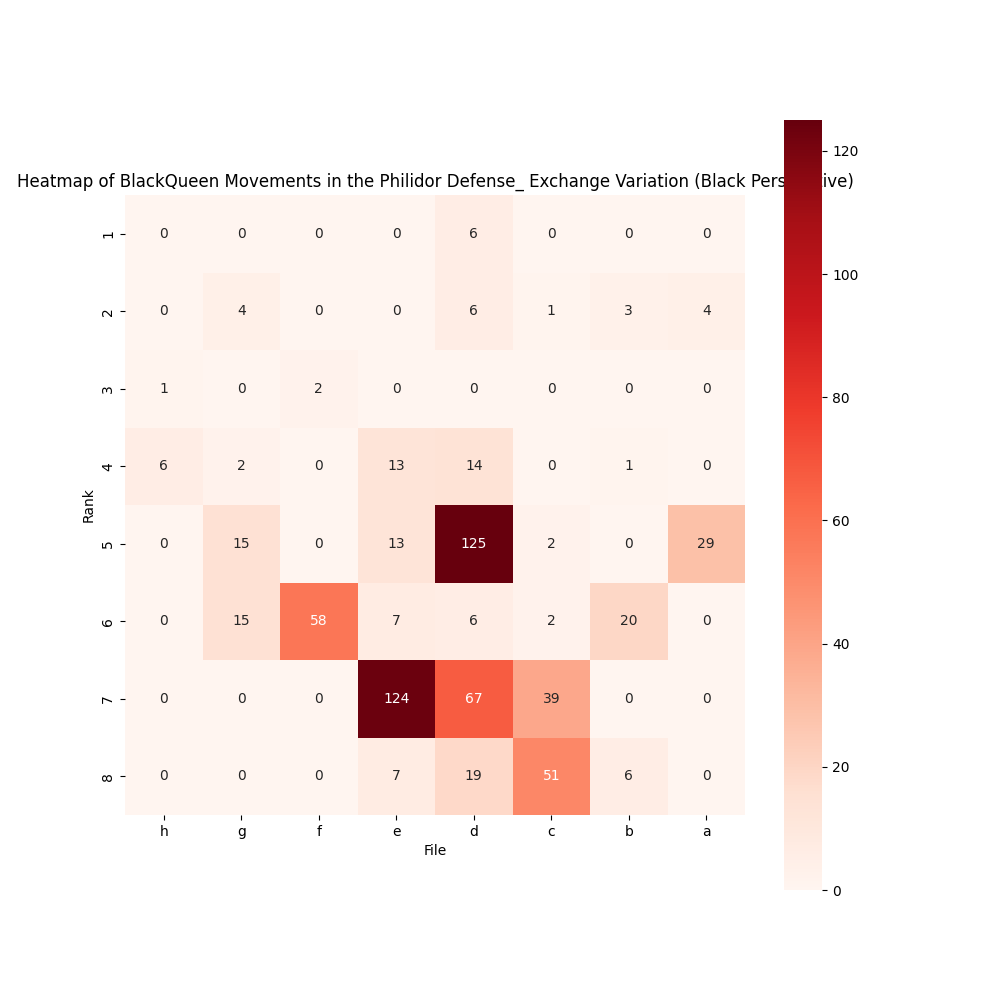 Heatmap of BlackQueen Movements in the Philidor Defense_ Exchange Variation (Black Pers ive)
1 0 0 0 0 6 0 0 0
2 0 4 0 0 6 1 3 4
3 1 0 2 0 0 0 0 0
4 6 2 0 13 14 0 1 0
Rank
5 0 15 0 13 125 2 0 29
6 0 15 58 7 6 2 20 0
7 0 0 0 124 67 39 0 0
8 0 0 0 7 19 51 6 0
h g f e d c b a
File
120
100
80
60
40
20
0